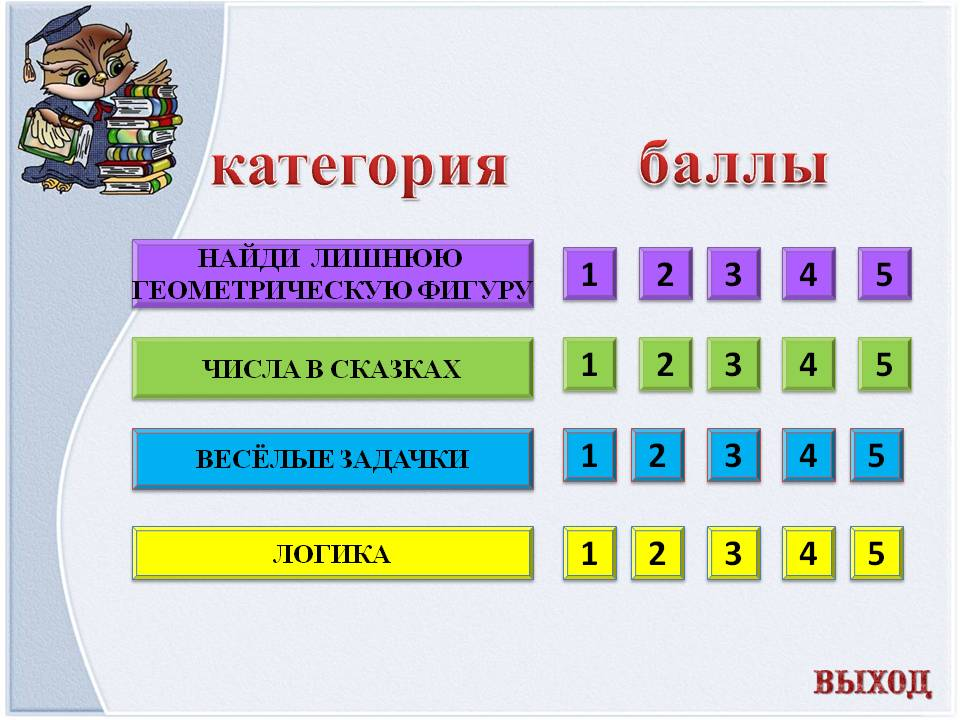 категория баллы
НАЙДИ ЛИШНЮЮ
ГЕОМЕТРИЧЕСКУЮ ФИГУРУ
1 2 3 4 5
ЧИСЛА В СКАЗКАХ 1 2 3 4 5
ВЕСЁЛЫЕ ЗАДАЧКИ 1 2 3 4 5
ЛОГИКА 1 2 3 4 5
ВЫХОД